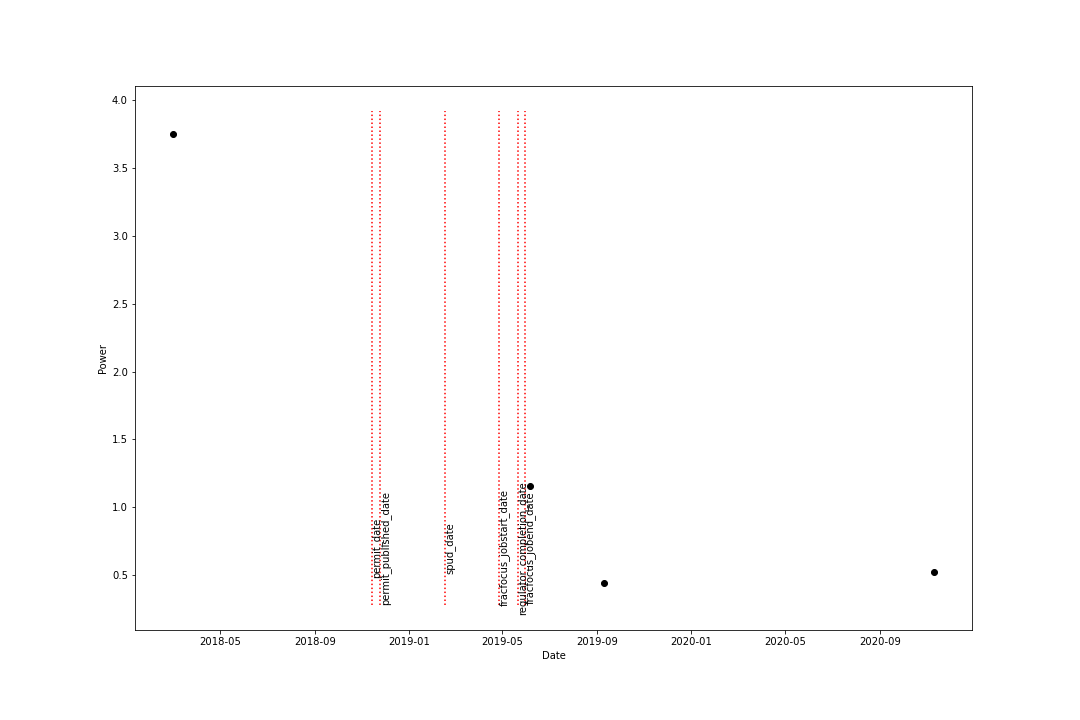 4.0
3.5
3.0
2.5
2.0
1.5
1.0
0.5
Power
permit_date
permit_published_date
spud_date
fracfocus_jobstart_date
regulator_completion_date
fracfocus_jobend_date
2018-05
2018-09
2019-01
2019-05
2019-09
2020-01
2020-05
2020-09
Date